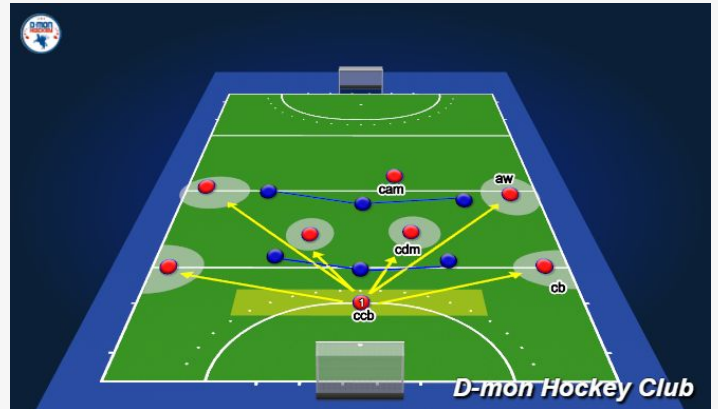 D-MON
HOCKEY
cam
aw
cdm
cb
1
ccb
D-mon Hockey Club